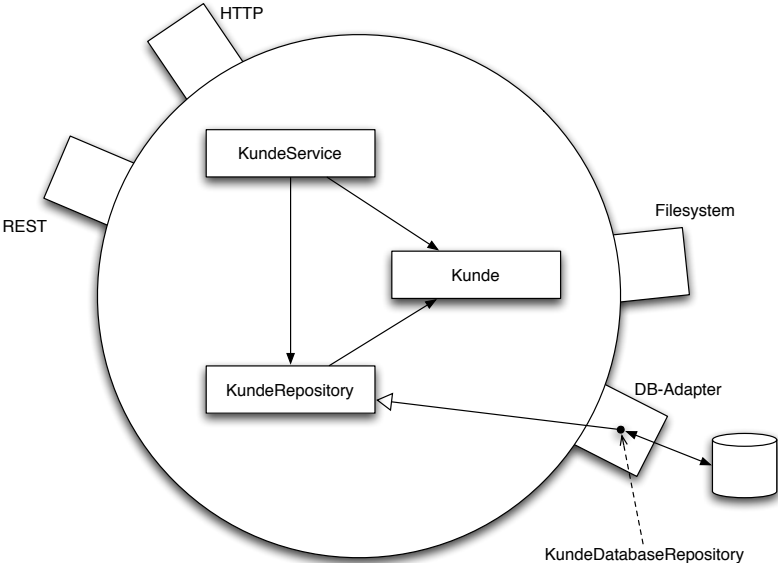 HTTP
KundeService
REST
Filesystem
Kunde
KundeRepository
DB-Adapter
KundeDatabaseRepository